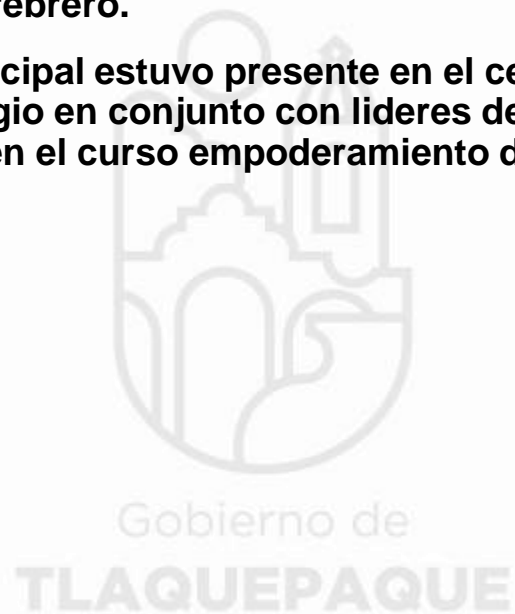 ebrero.
cipal estuvo presente en el ce
gio en conjunto con lideres de
en el curso empoderamiento d
Gobierno de
TLAQUEPAQUE